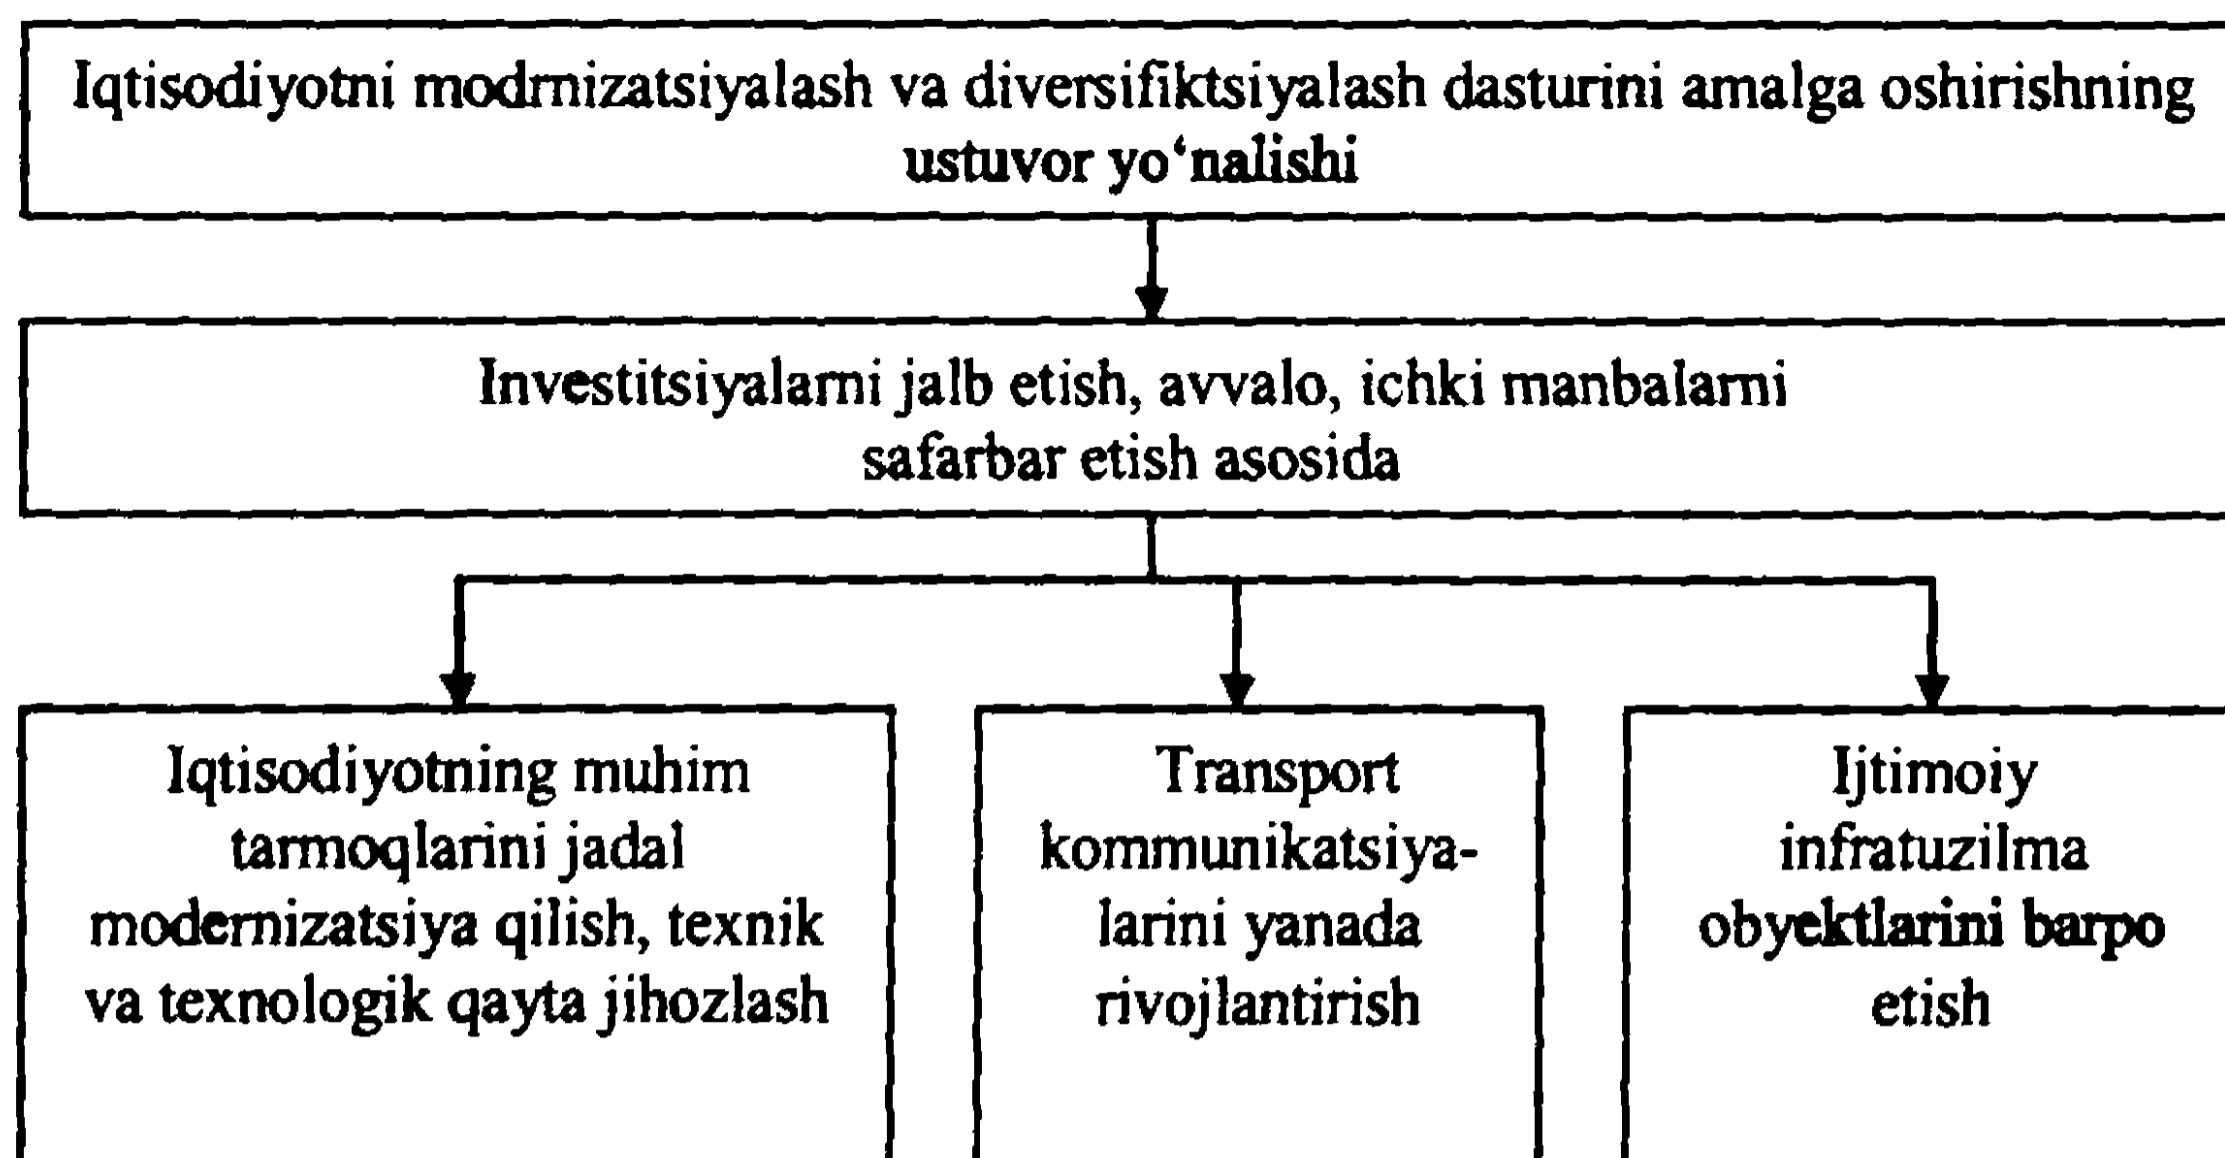 Iqtisodiyotni modrnizatsiyalash va diversifiktsiyalash dasturini amalga oshirishning
ustuvor yo‘nalishi
Investitsiyalarni jalb etish, avvalo, ichki manbalarni
safarbar etish asosida
Iqtisodiyotning muhim
tarmoqlarini jadal
modernizatsiya qilish, texnik
va texnologik qayta jihozlash
Transport
kommunikatsiya-
larini yanada
rivojlantirish
Ijtimoiy
infratuzilma
obyektlarini barpo
etish